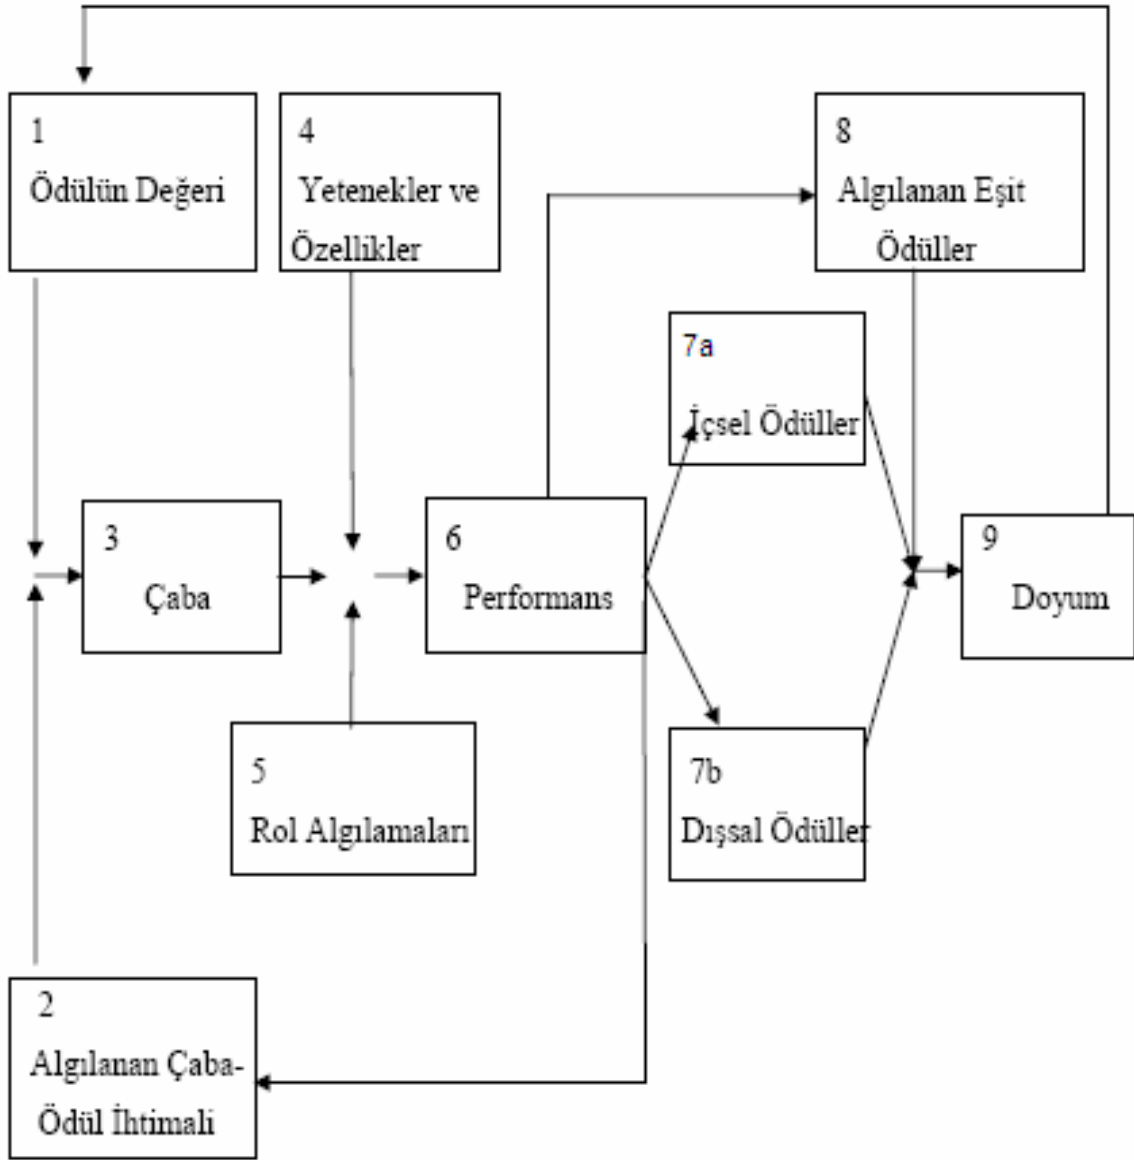 1
Ödülün Değeri
4
Yetenekler ve
Özellikler
8
Algılanan Eşit
Ödüller
7a
İçsel Ödüller
3
Çaba
6
Performans
9
Doyum
5
Rol Algılamaları
7b
Dışsal Ödüller
2
Algılanan Çaba-
Ödül İhtimali